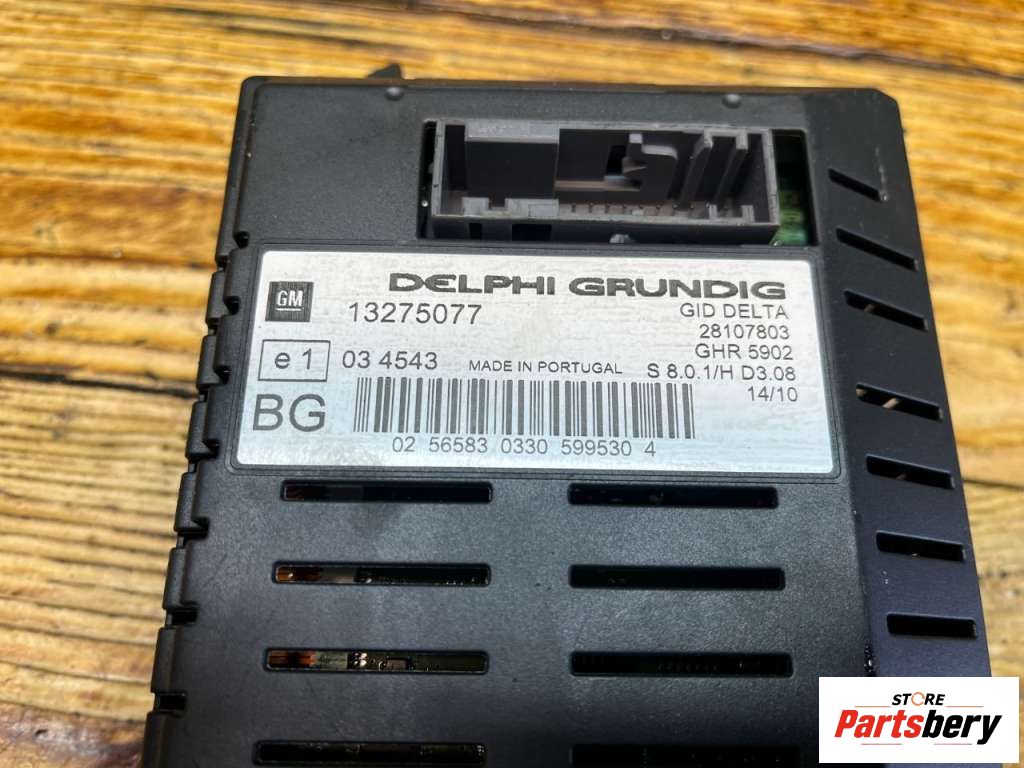 DELPHI GRUNDIG
GM 13275077 GID DELTA
28107803
GHR 5902
e 1 03 4543 MADE IN PORTUGAL S 8.0.1/H D3.08
14/10
BG
02 56583 0330 599530 4
STORE
Partsbery